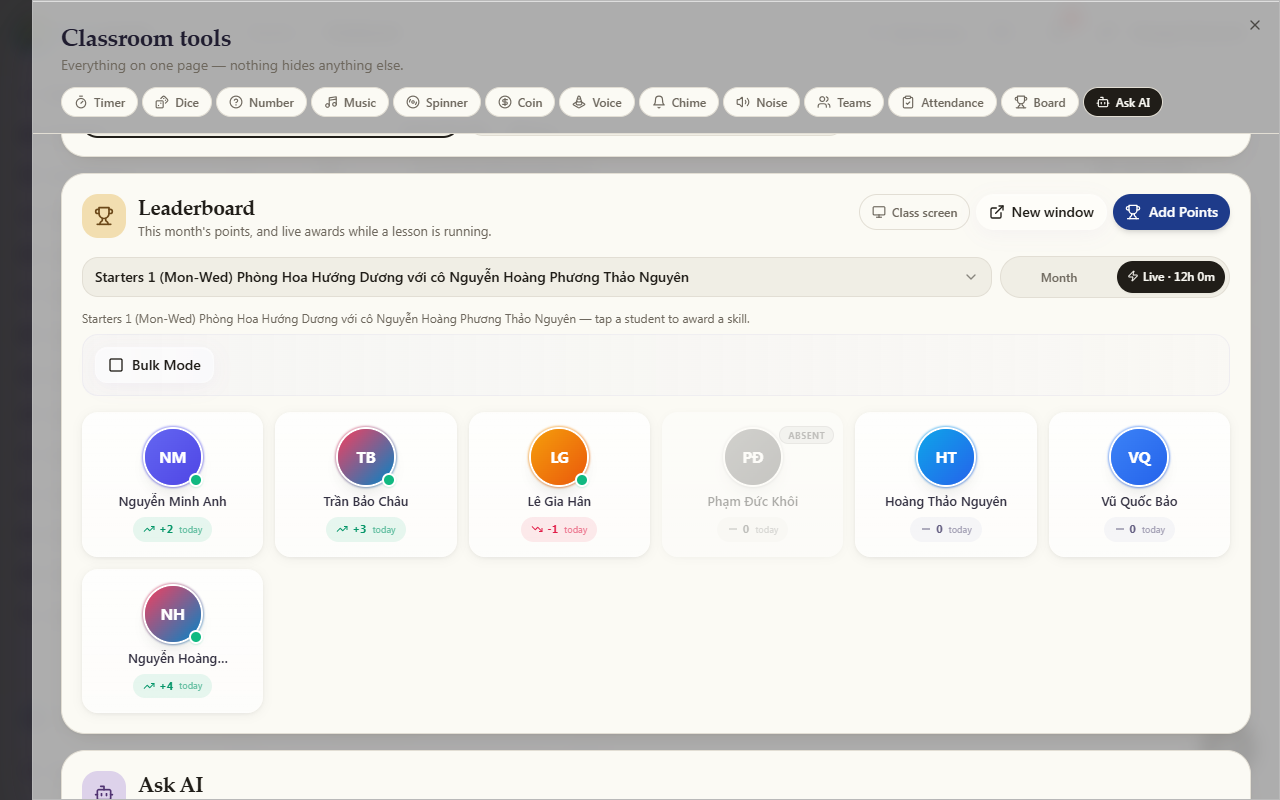 Classroom tools
Everything on one page — nothing hides anything else.
Timer Dice Number Music Spinner Coin Voice Chime Noise Teams Attendance Board Ask AI
Leaderboard
This month's points, and live awards while a lesson is running.
Class screen New window Add Points
Starters 1 (Mon-Wed) Phòng Hoa Hướng Dương với cô Nguyễn Hoàng Phương Thảo Nguyên
Month Live · 12h 0m
Starters 1 (Mon-Wed) Phòng Hoa Hướng Dương với cô Nguyễn Hoàng Phương Thảo Nguyên — tap a student to award a skill.
Bulk Mode
NM
Nguyễn Minh Anh
+2 today
TB
Trần Bảo Châu
+3 today
LG
Lê Gia Hân
-1 today
ABSENT
PĐ
Phạm Đức Khôi
0 today
HT
Hoàng Thảo Nguyên
0 today
VQ
Vũ Quốc Bảo
0 today
NH
Nguyễn Hoàng...
+4 today
Ask AI